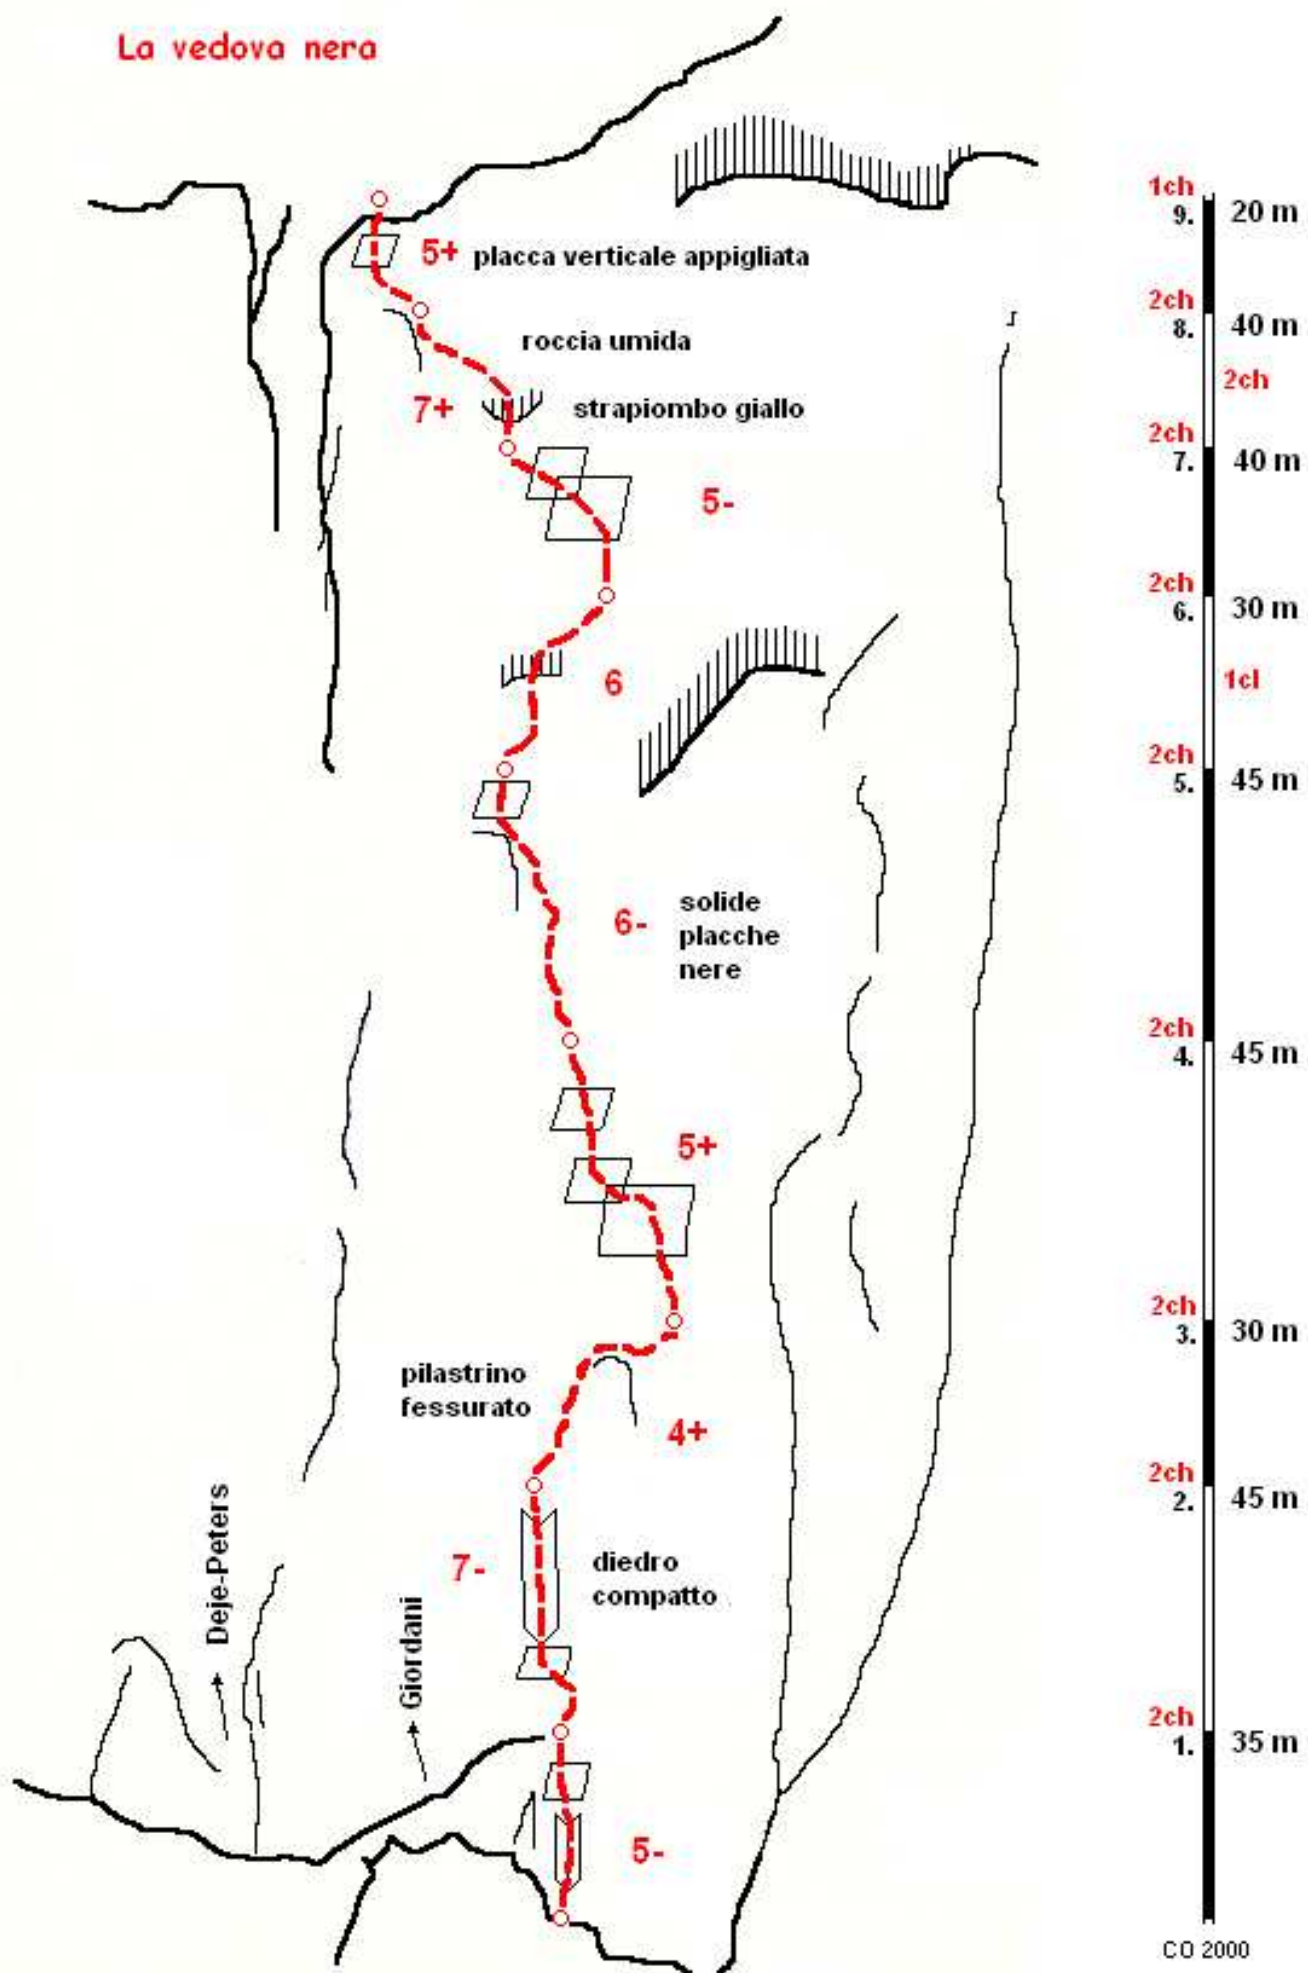 La vedova nera
1ch
9. 20 m
5+ placca verticale appigliata
2ch
8. 40 m
roccia umida
2ch
7+ strapiombo giallo
2ch
7. 40 m
5-
2ch
6. 30 m
6
1cl
2ch
5. 45 m
6- solide
placche
nere
2ch
4. 45 m
5+
2ch
3. 30 m
pilastrino
fessurato
4+
2ch
2. 45 m
7- diedro
compatto
Deje-Peters
Giordani
2ch
1. 35 m
5-
CO 2000